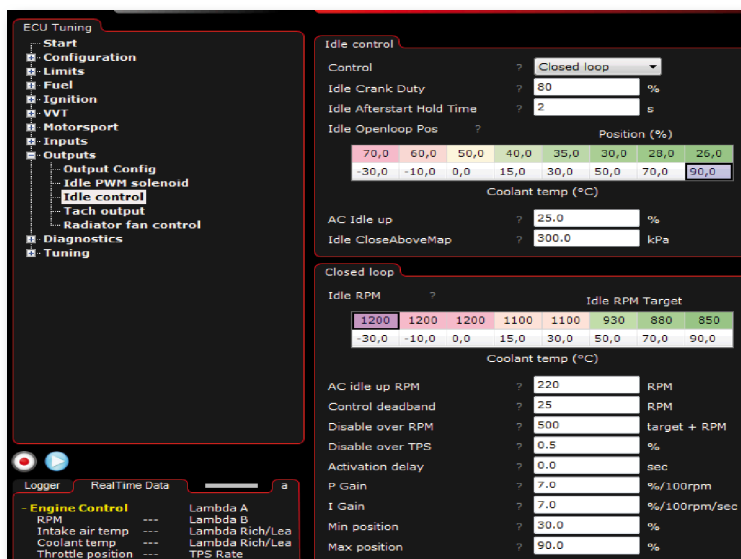 ECU Tuning
Start
Configuration
Limits
Fuel
Ignition
VVT
Motorsport
Inputs
Outputs
Output Config
Idle PWM solenoid
Idle control
Tach output
Radiator fan control
Diagnostics
Tuning
Idle control
Control ? Closed loop
Idle Crank Duty ? 80 %
Idle Afterstart Hold Time ? 2 s
Idle Openloop Pos ? Position (%)
70,0 60,0 50,0 40,0 35,0 30,0 28,0 26,0
-30,0 -10,0 0,0 15,0 30,0 50,0 70,0 90,0
Coolant temp (°C)
AC Idle up ? 25.0 %
Idle CloseAboveMap ? 300.0 kPa
Closed loop
Idle RPM ? Idle RPM Target
1200 1200 1200 1100 1100 930 880 850
-30,0 -10,0 0,0 15,0 30,0 50,0 70,0 90,0
Coolant temp (°C)
AC idle up RPM ? 220 RPM
Control deadband ? 25 RPM
Disable over RPM ? 500 target + RPM
Disable over TPS ? 0.5 %
Activation delay ? 0.0 sec
P Gain ? 7.0 %/100rpm
I Gain ? 7.0 %/100rpm/sec
Min position ? 30.0 %
Max position ? 90.0 %
Logger RealTime Data a
- Engine Control Lambda A
RPM --- Lambda B
Intake air temp --- Lambda Rich/Lea
Coolant temp --- Lambda Rich/Lea
Throttle position --- TPS Rate